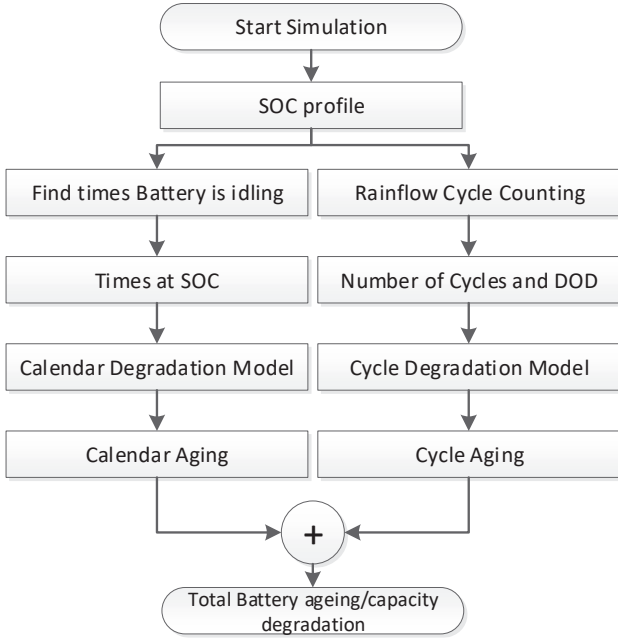 Start Simulation
SOC profile
Find times Battery is idling
Rainflow Cycle Counting
Times at SOC
Number of Cycles and DOD
Calendar Degradation Model
Cycle Degradation Model
Calendar Aging
Cycle Aging
+
Total Battery ageing/capacity
degradation